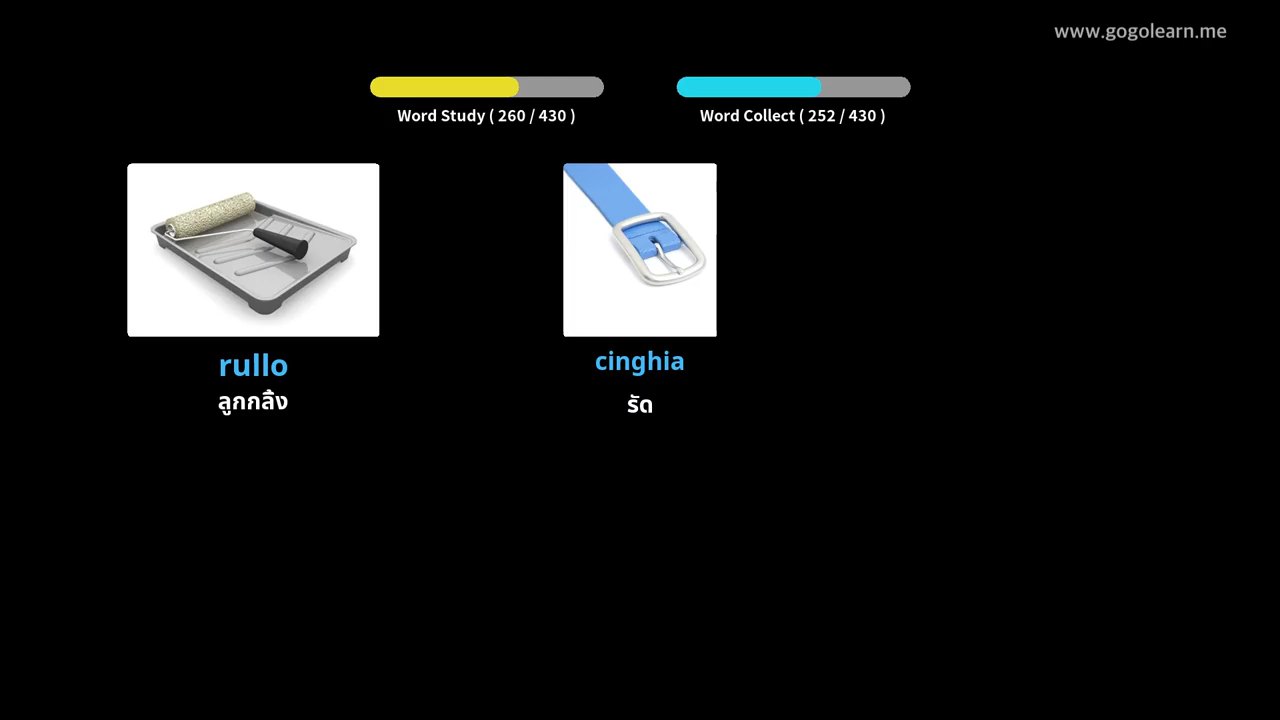 www.gogolearn.me
Word Study ( 260 / 430 )
Word Collect ( 252 / 430 )
rullo
ลูกกลิ้ง
cinghia
รัด